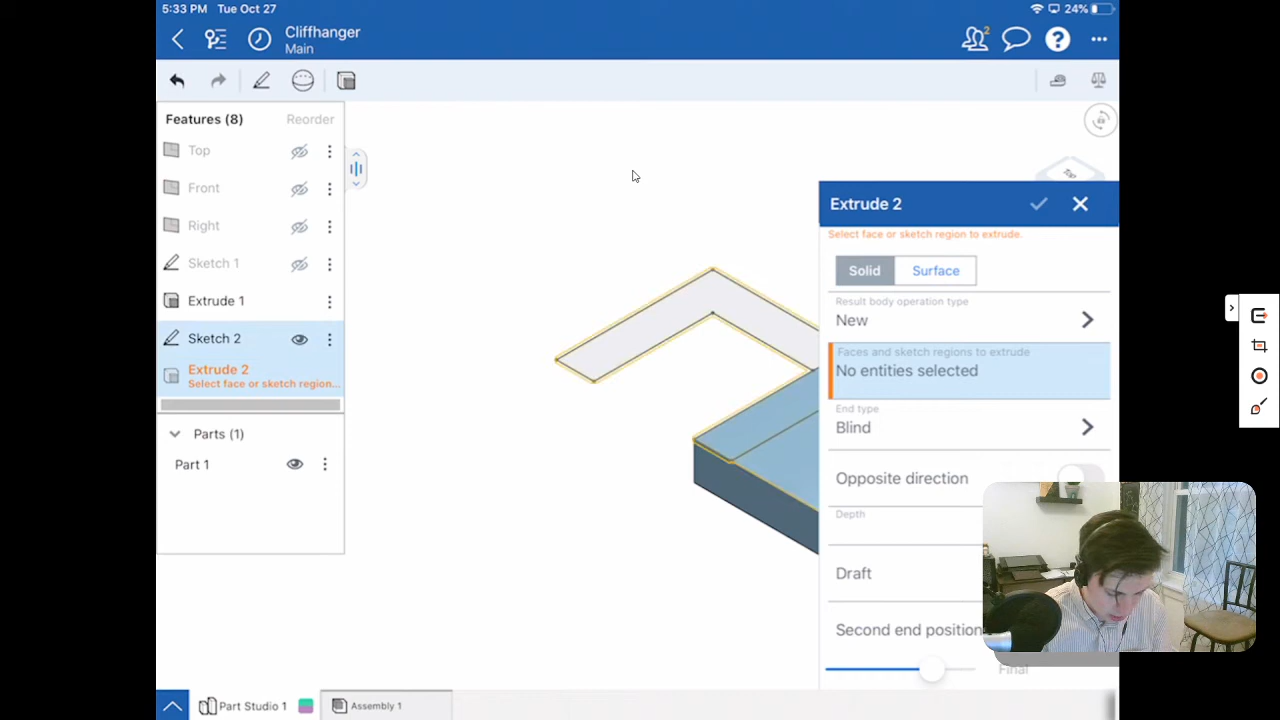 5:33 PM Tue Oct 27
24%
Cliffhanger
Main
2
Features (8)
Reorder
Top
Front
Right
Sketch 1
Extrude 1
Sketch 2
Extrude 2
Select face or sketch region...
Parts (1)
Part 1
Top
Extrude 2
Select face or sketch region to extrude.
Solid
Surface
Result body operation type
New
Faces and sketch regions to extrude
No entities selected
End type
Blind
Opposite direction
Depth
Draft
Second end position
Final
Part Studio 1
Assembly 1